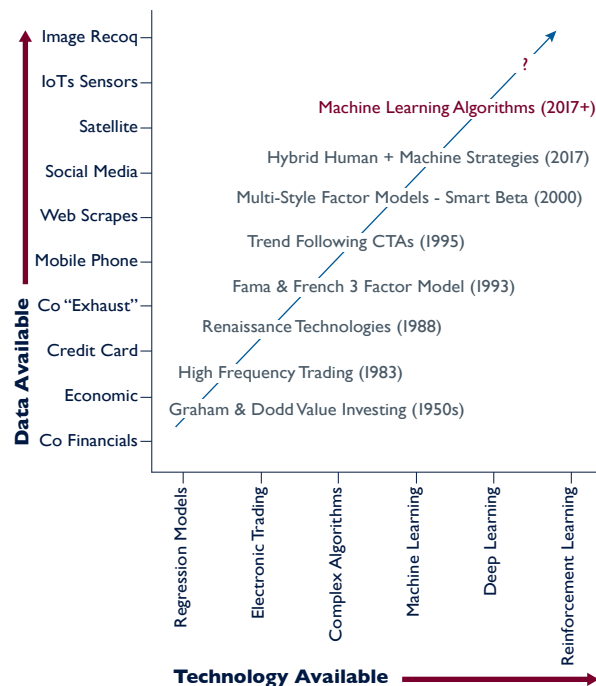 Image Recoq
?
IoTs Sensors
Machine Learning Algorithms (2017+)
Satellite
Hybrid Human + Machine Strategies (2017)
Social Media
Multi-Style Factor Models - Smart Beta (2000)
Web Scrapes
Trend Following CTAs (1995)
Mobile Phone
Fama & French 3 Factor Model (1993)
Co “Exhaust”
Renaissance Technologies (1988)
Credit Card
High Frequency Trading (1983)
Economic
Graham & Dodd Value Investing (1950s)
Co Financials
Data Available
Regression Models
Electronic Trading
Complex Algorithms
Machine Learning
Deep Learning
Reinforcement Learning
Technology Available